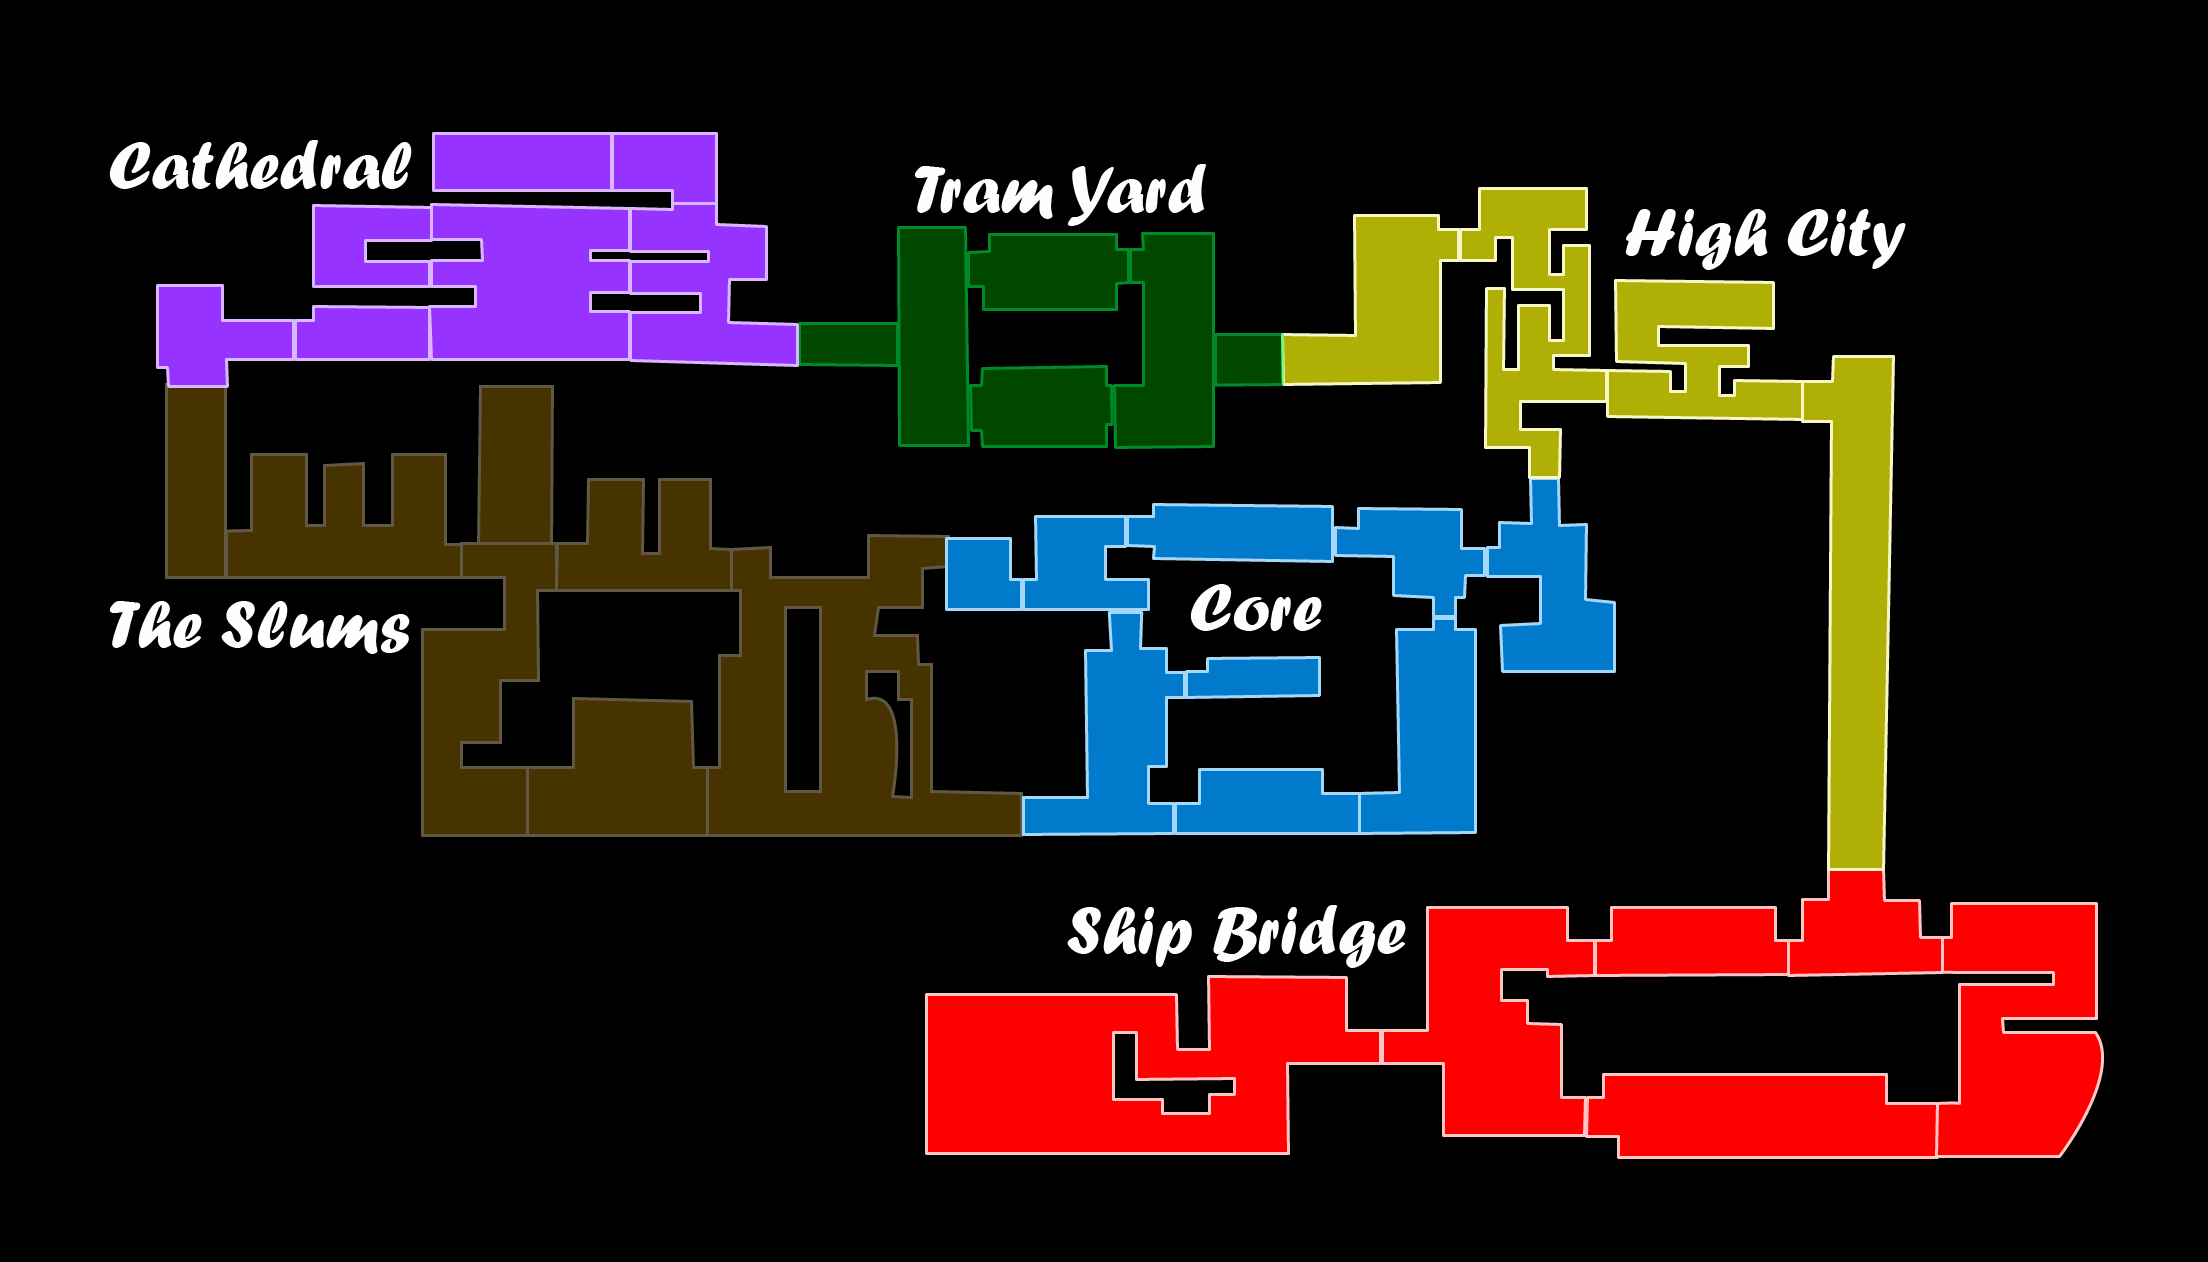 Cathedral
Tram Yard
High City
The Slums
Core
Ship Bridge